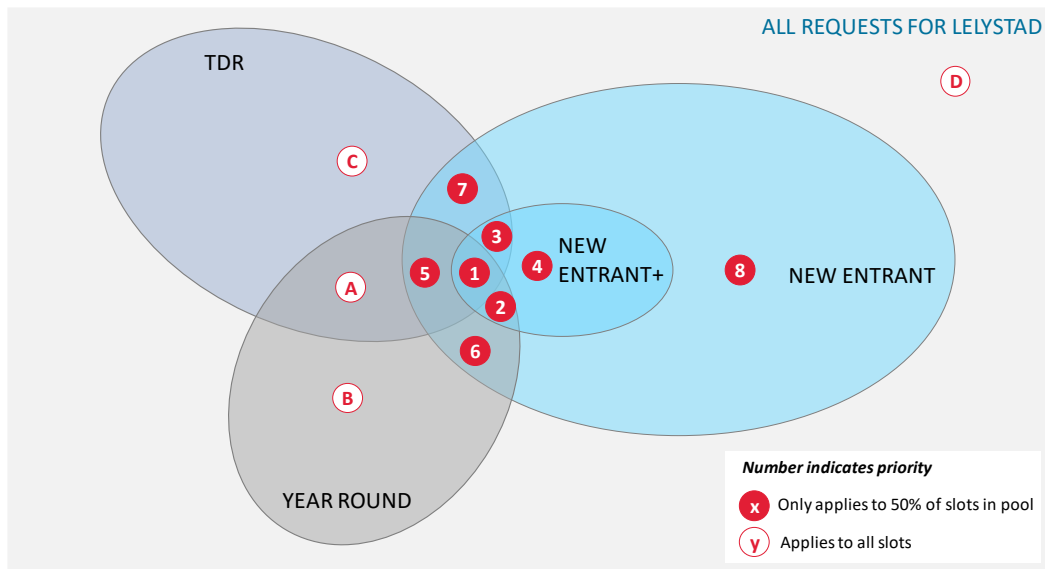 ALL REQUESTS FOR LELYSTAD
TDR
D
C
7
3
NEW
ENTRANT+
4
5
1
8
NEW ENTRANT
A
2
6
B
YEAR ROUND
Number indicates priority
x Only applies to 50% of slots in pool
y Applies to all slots